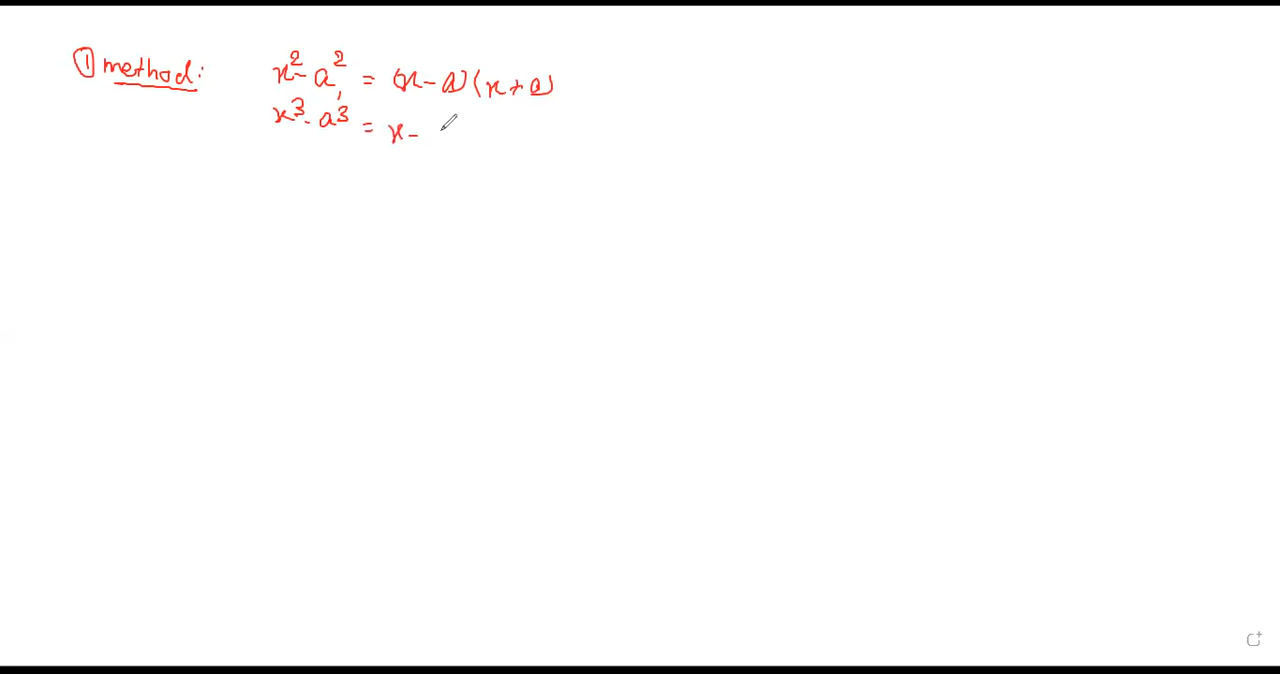 ① method: x² - a² = (x - a)(x + a)
x³ - a³ = x -